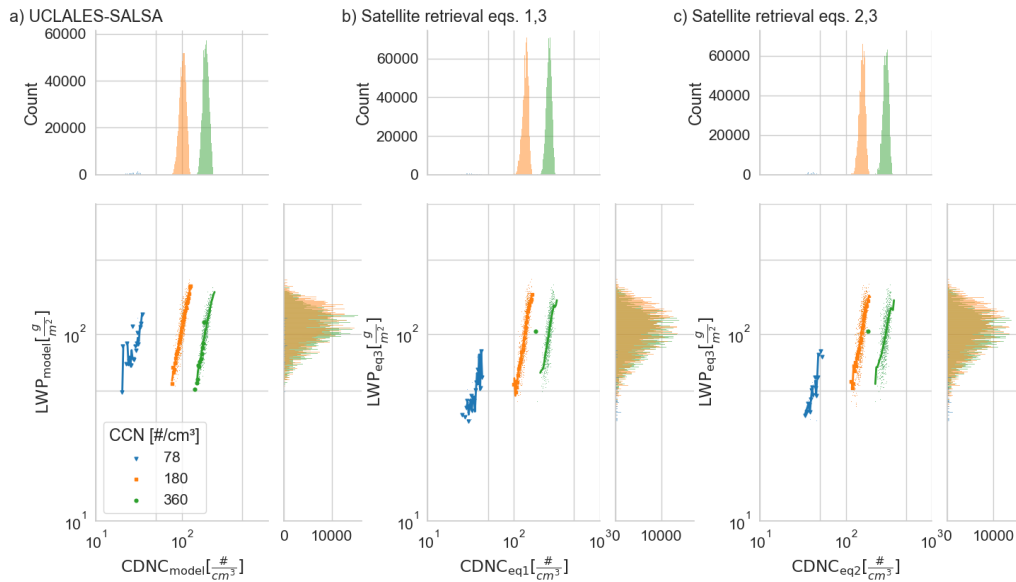 a) UCLALES-SALSA
b) Satellite retrieval eqs. 1,3
c) Satellite retrieval eqs. 2,3
Count
60000
40000
20000
0
Count
60000
40000
20000
0
Count
60000
40000
20000
0
LWP_model[g/m²]
10²
10¹
CCN [#/cm³]
78
180
360
10¹
10²
CDNC_model[#/cm³]
0
10000
LWP_eq3[g/m²]
10²
10¹
10¹
10²
10³
CDNC_eq1[#/cm³]
0
10000
LWP_eq3[g/m²]
10²
10¹
10¹
10²
10³
CDNC_eq2[#/cm³]
0
10000